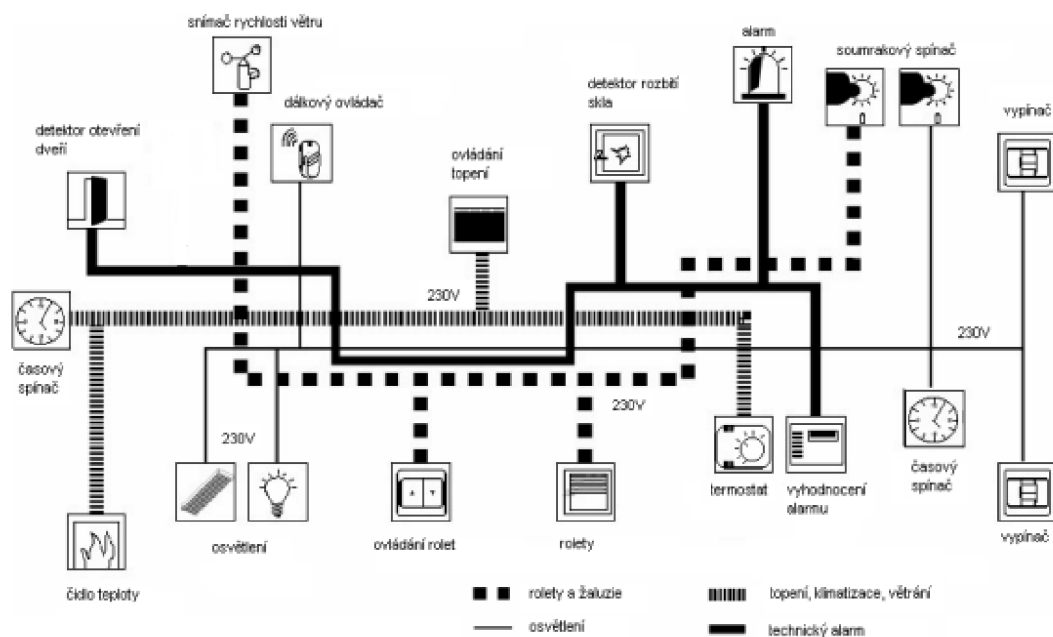 snímač rychlosti větru
alarm
soumrakový spínač
detektor rozbití
skla
dálkový ovládač
vypínač
detektor otevření
dveří
ovládání
topení
230V
230V
časový
spínač
230V
230V
časový
spínač
termostat
vyhodnocení
alarmu
osvětlení
ovládání rolet
rolety
vypínač
čidlo teploty
rolety a žaluzie
topení, klimatizace, větrání
osvětlení
technický alarm